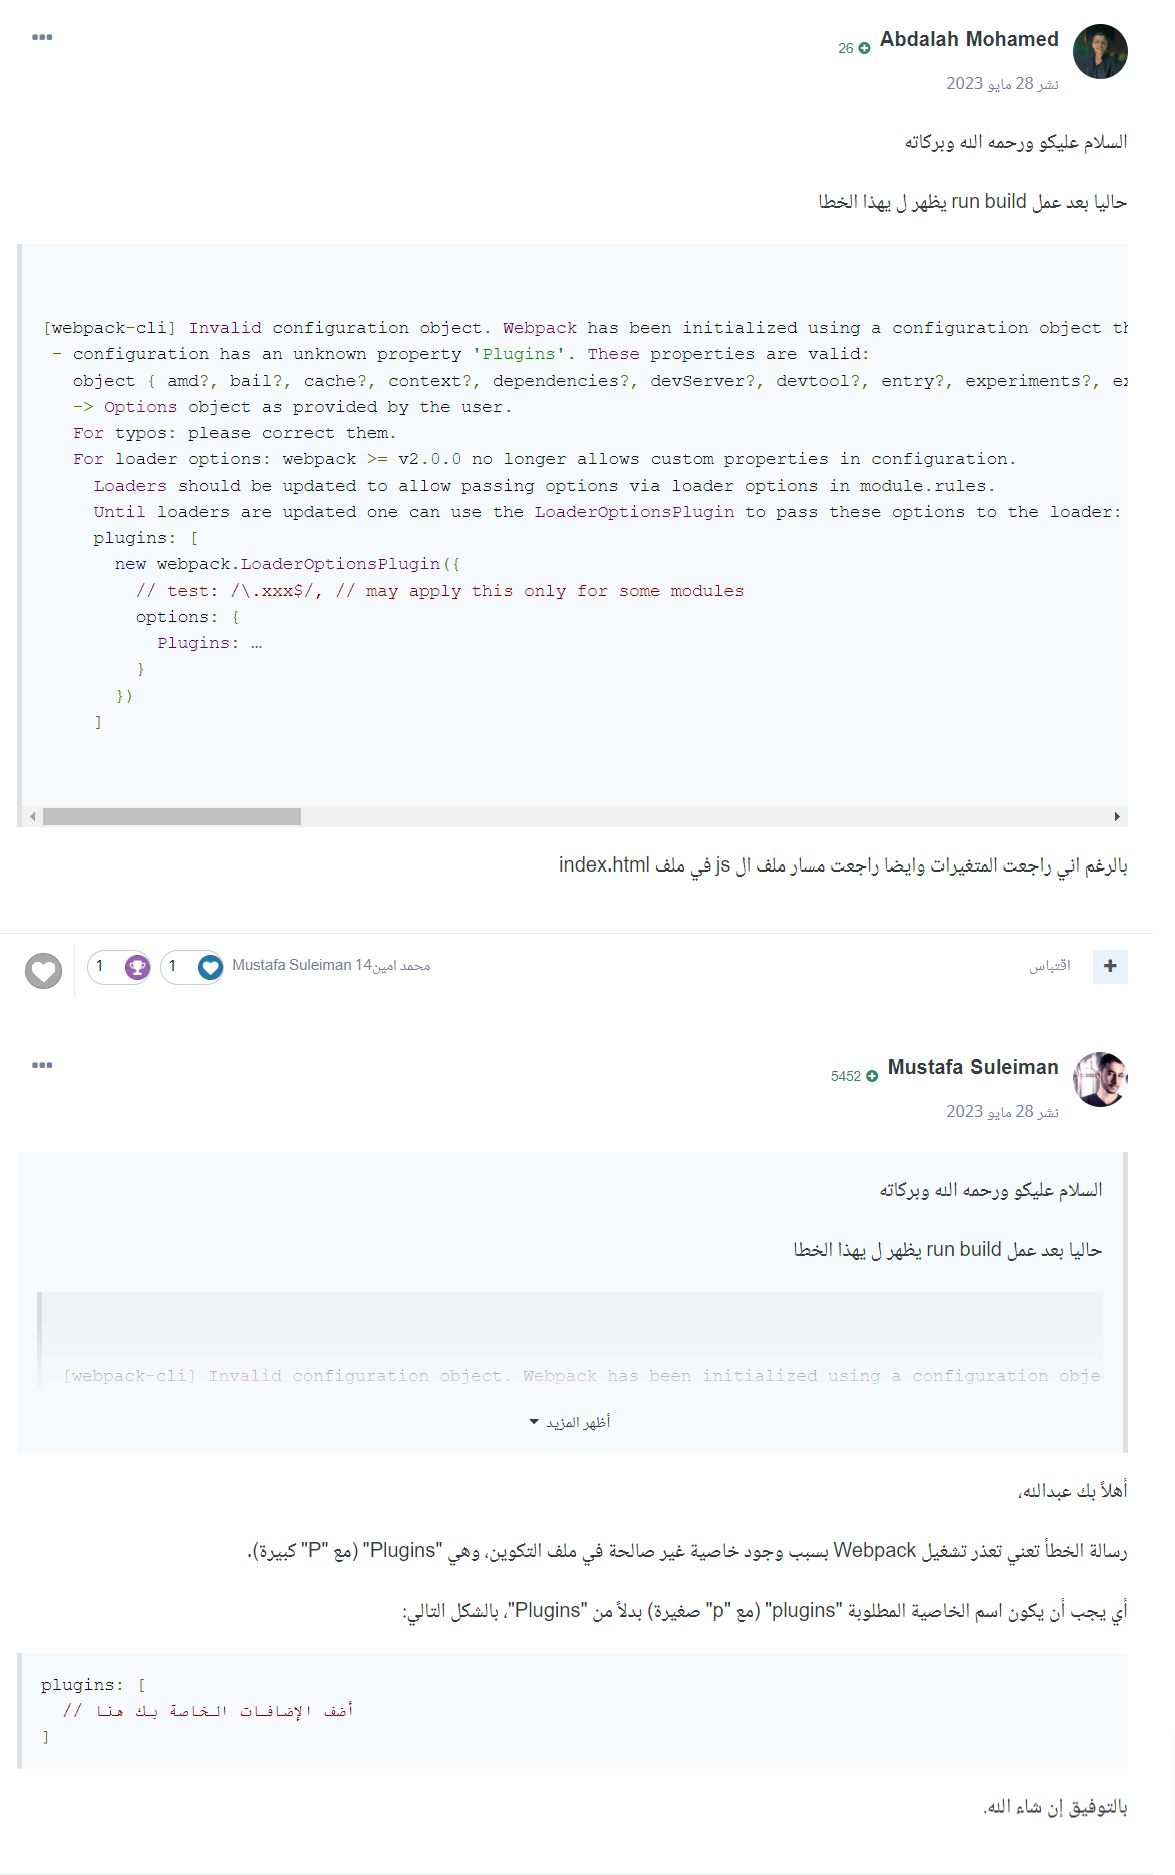 Abdalah Mohamed
26
نشر 28 مايو 2023
السلام عليكو ورحمه الله وبركاته
حاليا بعد عمل run build يظهر ل يهذا الخطا
[webpack-cli] Invalid configuration object. Webpack has been initialized using a configuration object th
- configuration has an unknown property 'Plugins'. These properties are valid:
object { amd?, bail?, cache?, context?, dependencies?, devServer?, devtool?, entry?, experiments?, ex
-> Options object as provided by the user.
For typos: please correct them.
For loader options: webpack >= v2.0.0 no longer allows custom properties in configuration.
Loaders should be updated to allow passing options via loader options in module.rules.
Until loaders are updated one can use the LoaderOptionsPlugin to pass these options to the loader:
plugins: [
new webpack.LoaderOptionsPlugin({
// test: /\.xxx$/, // may apply this only for some modules
options: {
Plugins: …
}
})
]
بالرغم اني راجعت المتغيرات وايضا راجعت مسار ملف ال js في ملف index.html
اقتباس
محمد امين14 Mustafa Suleiman
1
1
Mustafa Suleiman
5452
نشر 28 مايو 2023
السلام عليكو ورحمه الله وبركاته
حاليا بعد عمل run build يظهر ل يهذا الخطا
[webpack-cli] Invalid configuration object. Webpack has been initialized using a configuration obje
أظهر المزيد
أهلاً بك عبدالله،
رسالة الخطأ تعني تعذر تشغيل Webpack بسبب وجود خاصية غير صالحة في ملف التكوين، وهي "Plugins" (مع "P" كبيرة).
أي يجب أن يكون اسم الخاصية المطلوبة "plugins" (مع "p" صغيرة) بدلاً من "Plugins"، بالشكل التالي:
plugins: [
// أضف الإضافات الخاصة بك هنا
]
بالتوفيق إن شاء الله.